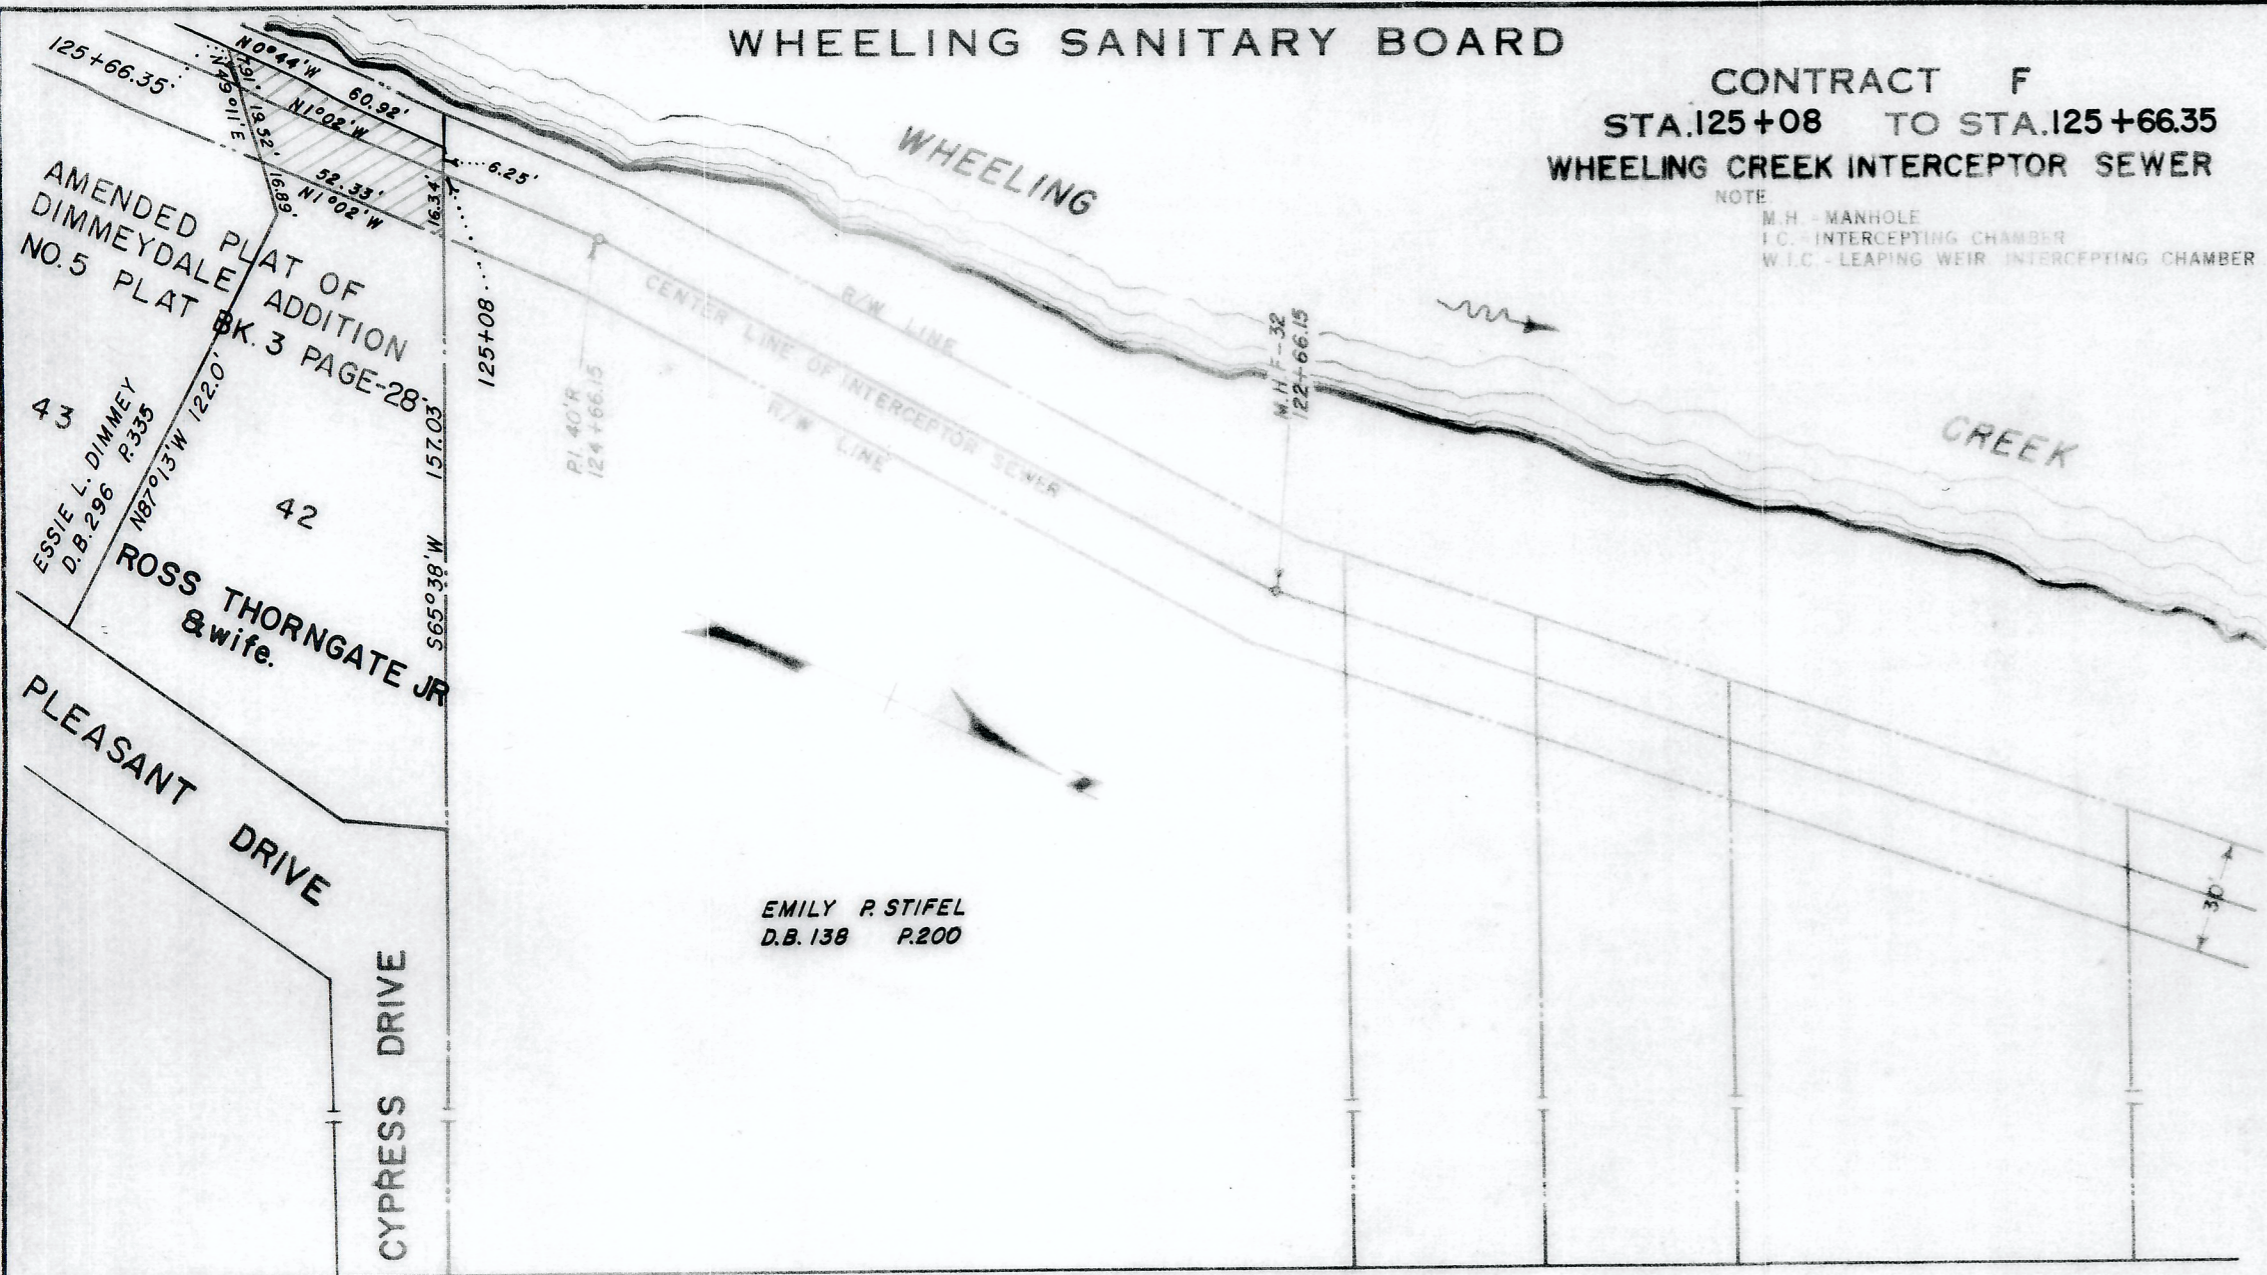 WHEELING SANITARY BOARD
CONTRACT F
STA.125+08 TO STA.125+66.35
WHEELING CREEK INTERCEPTOR SEWER
NOTE
M.H. - MANHOLE
I.C. - INTERCEPTING CHAMBER
W.I.C. - LEAPING WEIR INTERCEPTING CHAMBER
125+66.35
N0°44'W
60.92'
7.91'
N49°01'E
19.52'
N1°02'W
52.33'
N1°02'W
16.89'
16.34'
6.25'
WHEELING
CREEK
AMENDED PLAT OF
DIMMEYDALE ADDITION
NO.5 PLAT BK. 3 PAGE-28
125+08
43
ESSIE L. DIMMEY
D.B.296 P.335
N87°13'W 122.0'
42
S65°38'W 157.03
ROSS THORNGATE JR
& wife.
PLEASANT DRIVE
CYPRESS DRIVE
P.I. 40'R
124+66.15
R/W LINE
CENTER LINE OF INTERCEPTOR SEWER
R/W LINE
M.H. F-32
122+66.15
EMILY P. STIFEL
D.B. 138 P.200
30'